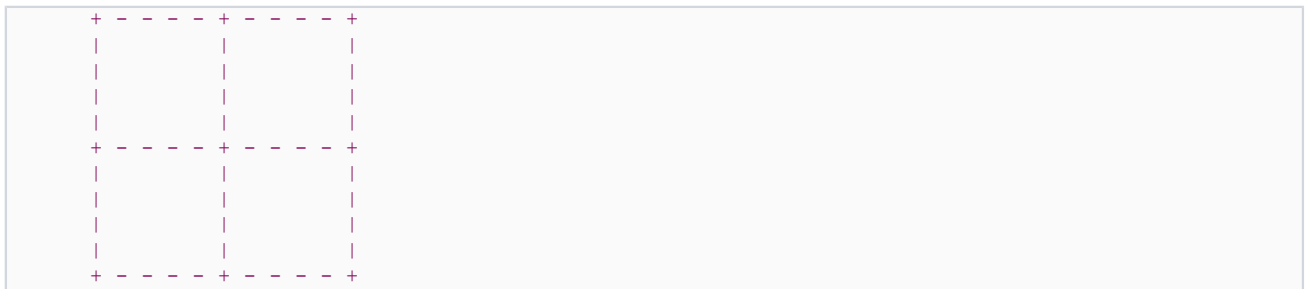 + - - - - + - - - - +
|         |         |
|         |         |
|         |         |
|         |         |
+ - - - - + - - - - +
|         |         |
|         |         |
|         |         |
|         |         |
+ - - - - + - - - - +